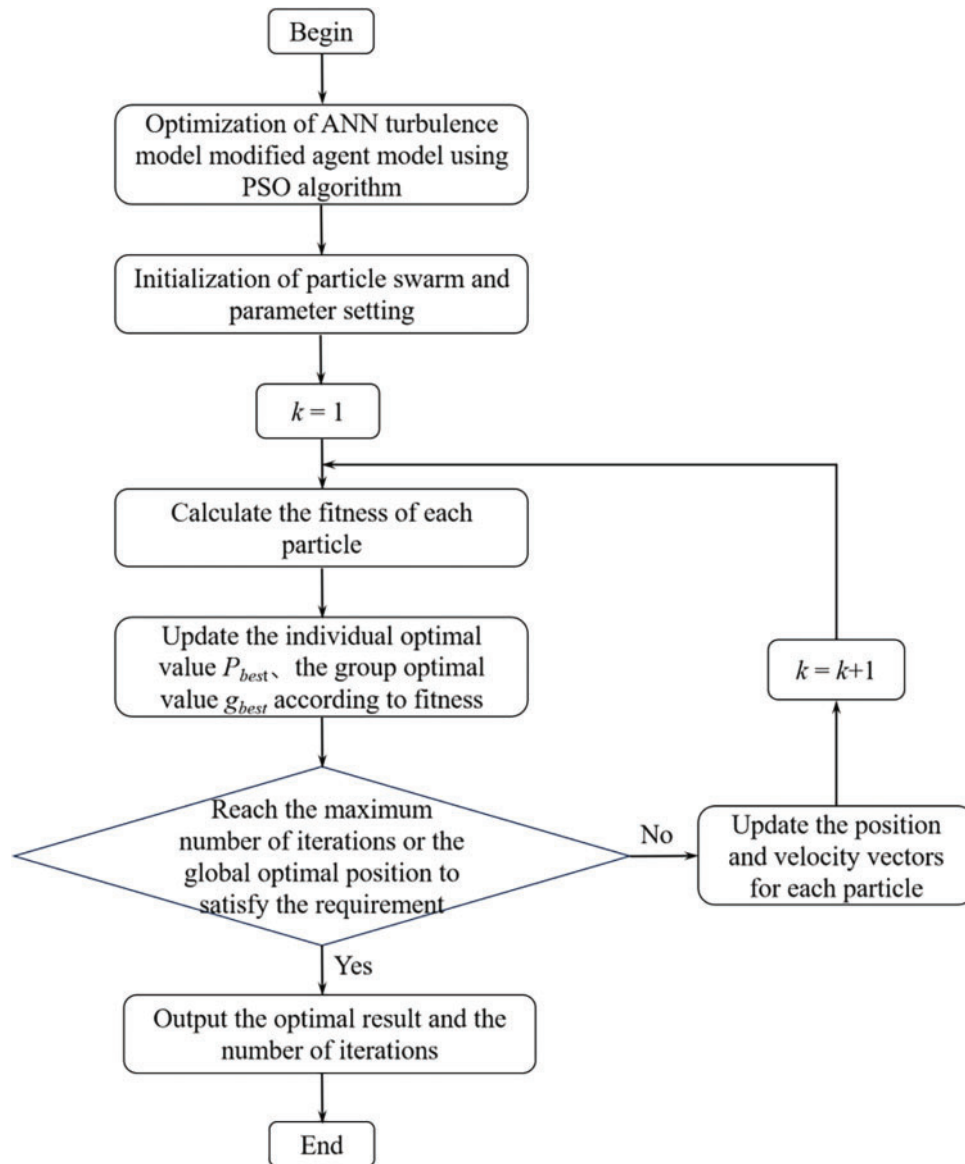 Begin
Optimization of ANN turbulence
model modified agent model using
PSO algorithm
Initialization of particle swarm and
parameter setting
k = 1
Calculate the fitness of each
particle
Update the individual optimal
value Pbest、the group optimal
value gbest according to fitness
k = k+1
Reach the maximum
number of iterations or the
global optimal position to
satisfy the requirement
No
Update the position
and velocity vectors
for each particle
Yes
Output the optimal result and the
number of iterations
End